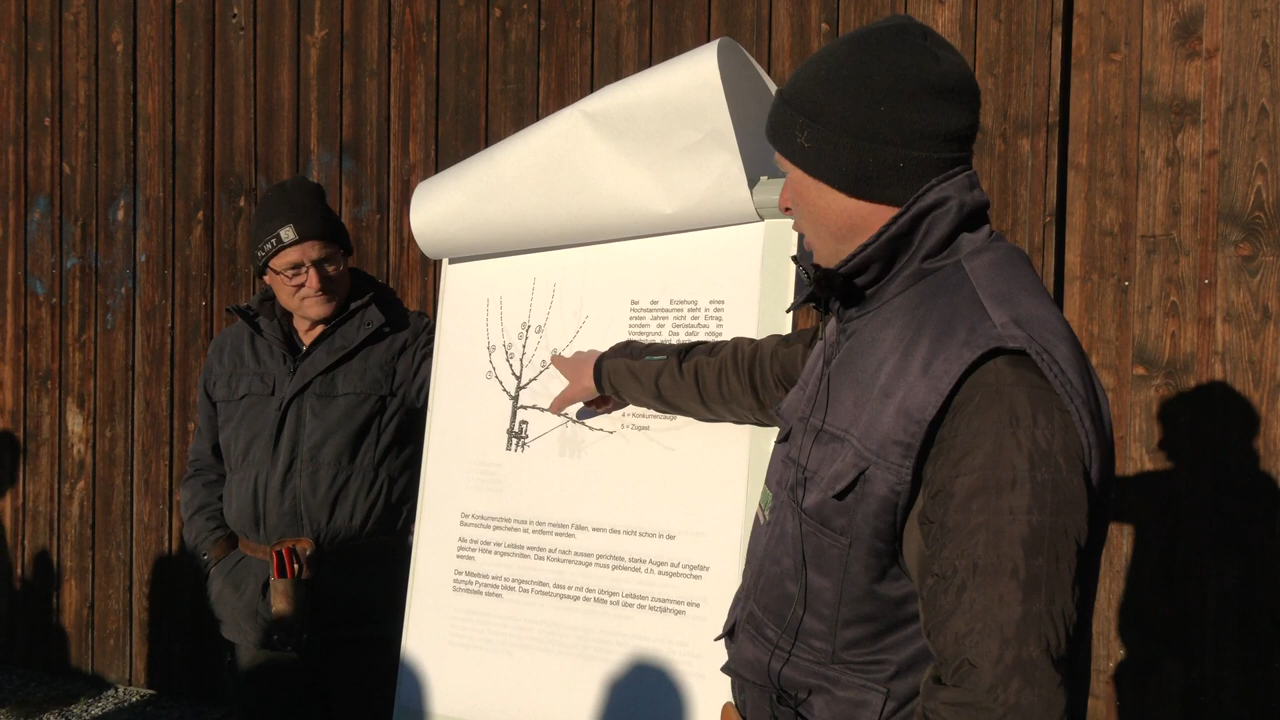 LINT
Bei der Erziehung eines
Hochstammbaumes steht in den
ersten Jahren nicht der Ertrag,
sondern der Gerüstaufbau im
Vordergrund. Das dafür nötige
Wachstum wird durch
4 = Konkurrenzauge
5 = Zugast
Der Konkurrenztrieb muss in den meisten Fällen, wenn dies nicht schon in der
Baumschule geschehen ist, entfernt werden.
Alle drei oder vier Leitäste werden auf nach aussen gerichtete, starke Augen auf ungefähr
gleicher Höhe angeschnitten. Das Konkurrenzauge muss geblendet, d.h. ausgebrochen
werden.
Der Mitteltrieb wird so angeschnitten, dass er mit den übrigen Leitästen zusammen eine
stumpfe Pyramide bildet. Das Fortsetzungsauge der Mitte soll über der letztjährigen
Schnittstelle stehen.